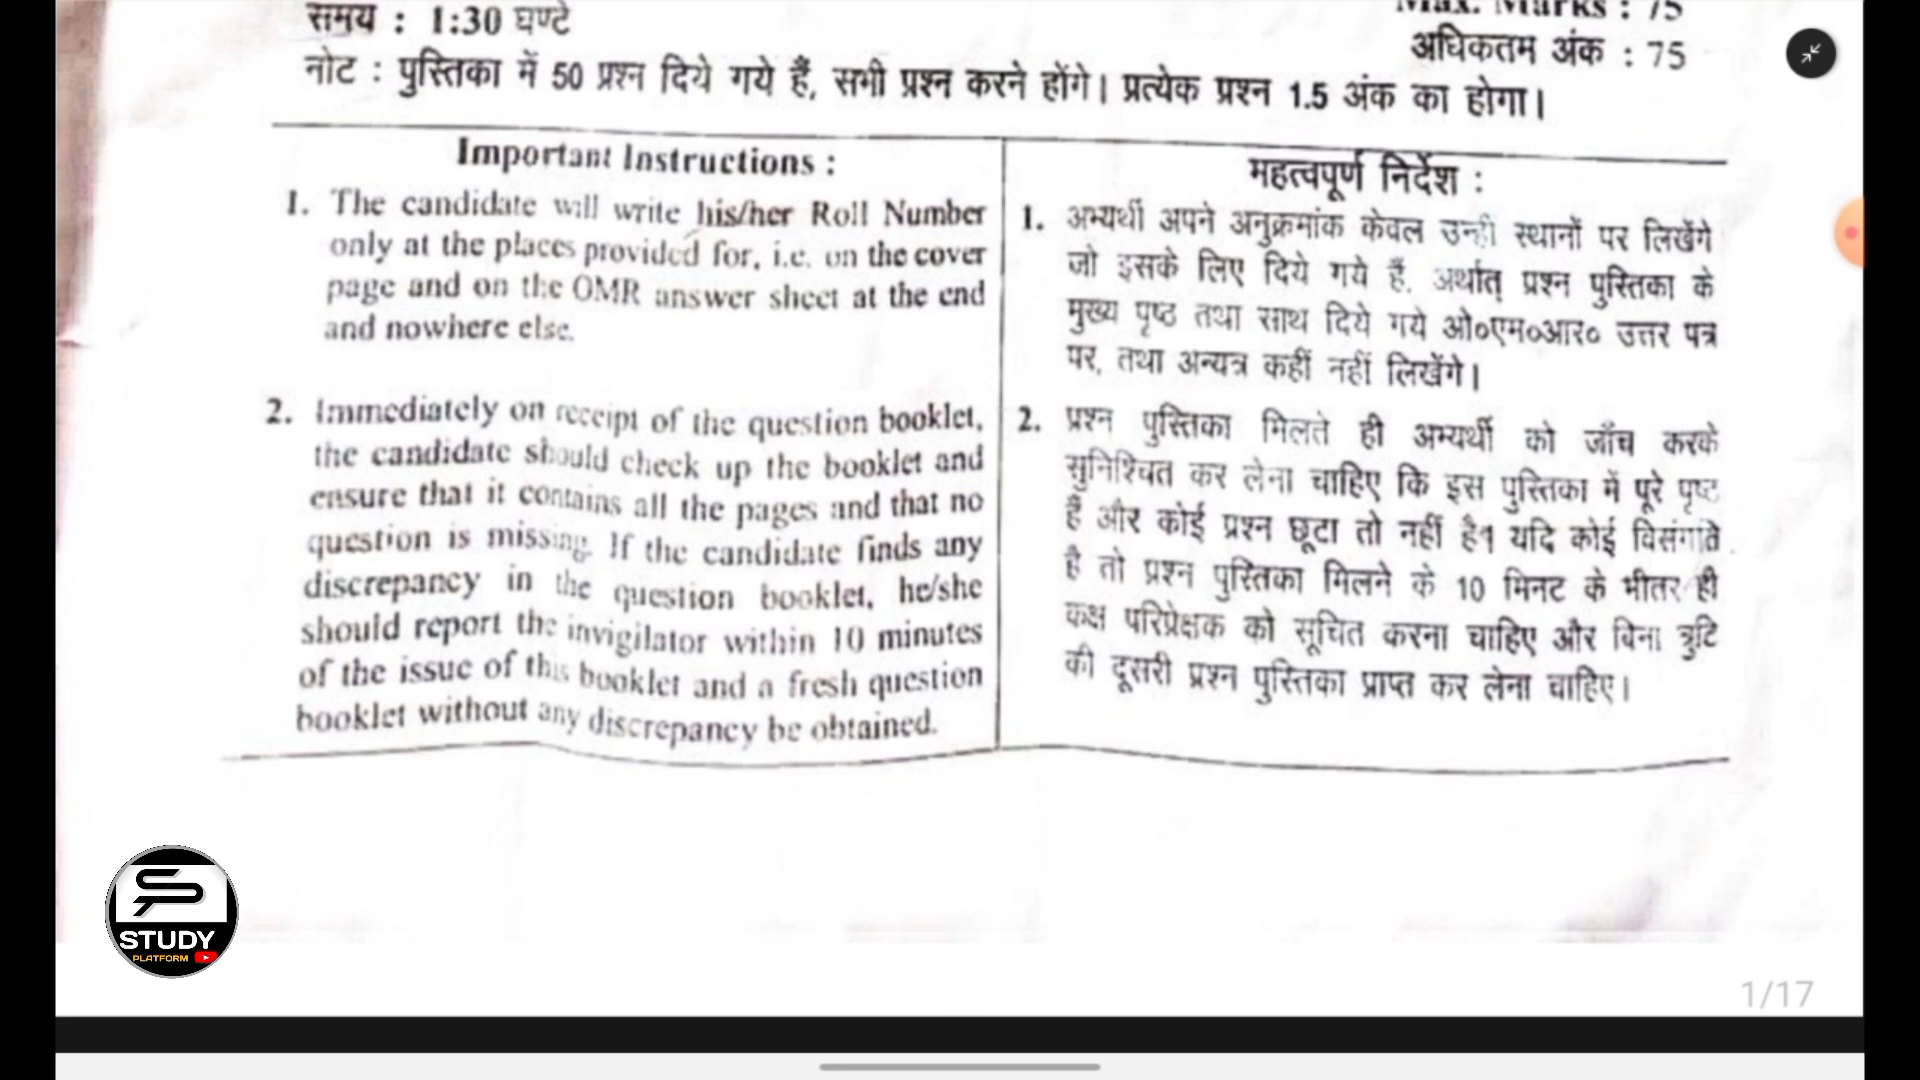 समय : 1:30 घण्टे
Max. Marks : 75
अधिकतम अंक : 75
नोट : पुस्तिका में 50 प्रश्न दिये गये हैं, सभी प्रश्न करने होंगे। प्रत्येक प्रश्न 1.5 अंक का होगा।
Important Instructions :
1. The candidate will write his/her Roll Number
only at the places provided for, i.e. on the cover
page and on the OMR answer sheet at the end
and nowhere else.
2. Immediately on receipt of the question booklet,
the candidate should check up the booklet and
ensure that it contains all the pages and that no
question is missing. If the candidate finds any
discrepancy in the question booklet, he/she
should report the invigilator within 10 minutes
of the issue of this booklet and a fresh question
booklet without any discrepancy be obtained.
महत्वपूर्ण निर्देश :
1. अभ्यर्थी अपने अनुक्रमांक केवल उन्ही स्थानों पर लिखेंगे
जो इसके लिए दिये गये हैं, अर्थात् प्रश्न पुस्तिका के
मुख्य पृष्ठ तथा साथ दिये गये ओ०एम०आर० उत्तर पत्र
पर, तथा अन्यत्र कहीं नहीं लिखेंगे।
2. प्रश्न पुस्तिका मिलते ही अभ्यर्थी को जाँच करके
सुनिश्चित कर लेना चाहिए कि इस पुस्तिका में पूरे पृष्ठ
हैं और कोई प्रश्न छूटा तो नहीं है१ यदि कोई विसंगति
है तो प्रश्न पुस्तिका मिलने के 10 मिनट के भीतर ही
कक्ष परिप्रेक्षक को सूचित करना चाहिए और बिना त्रुटि
की दूसरी प्रश्न पुस्तिका प्राप्त कर लेना चाहिए।
STUDY
PLATFORM
1/17